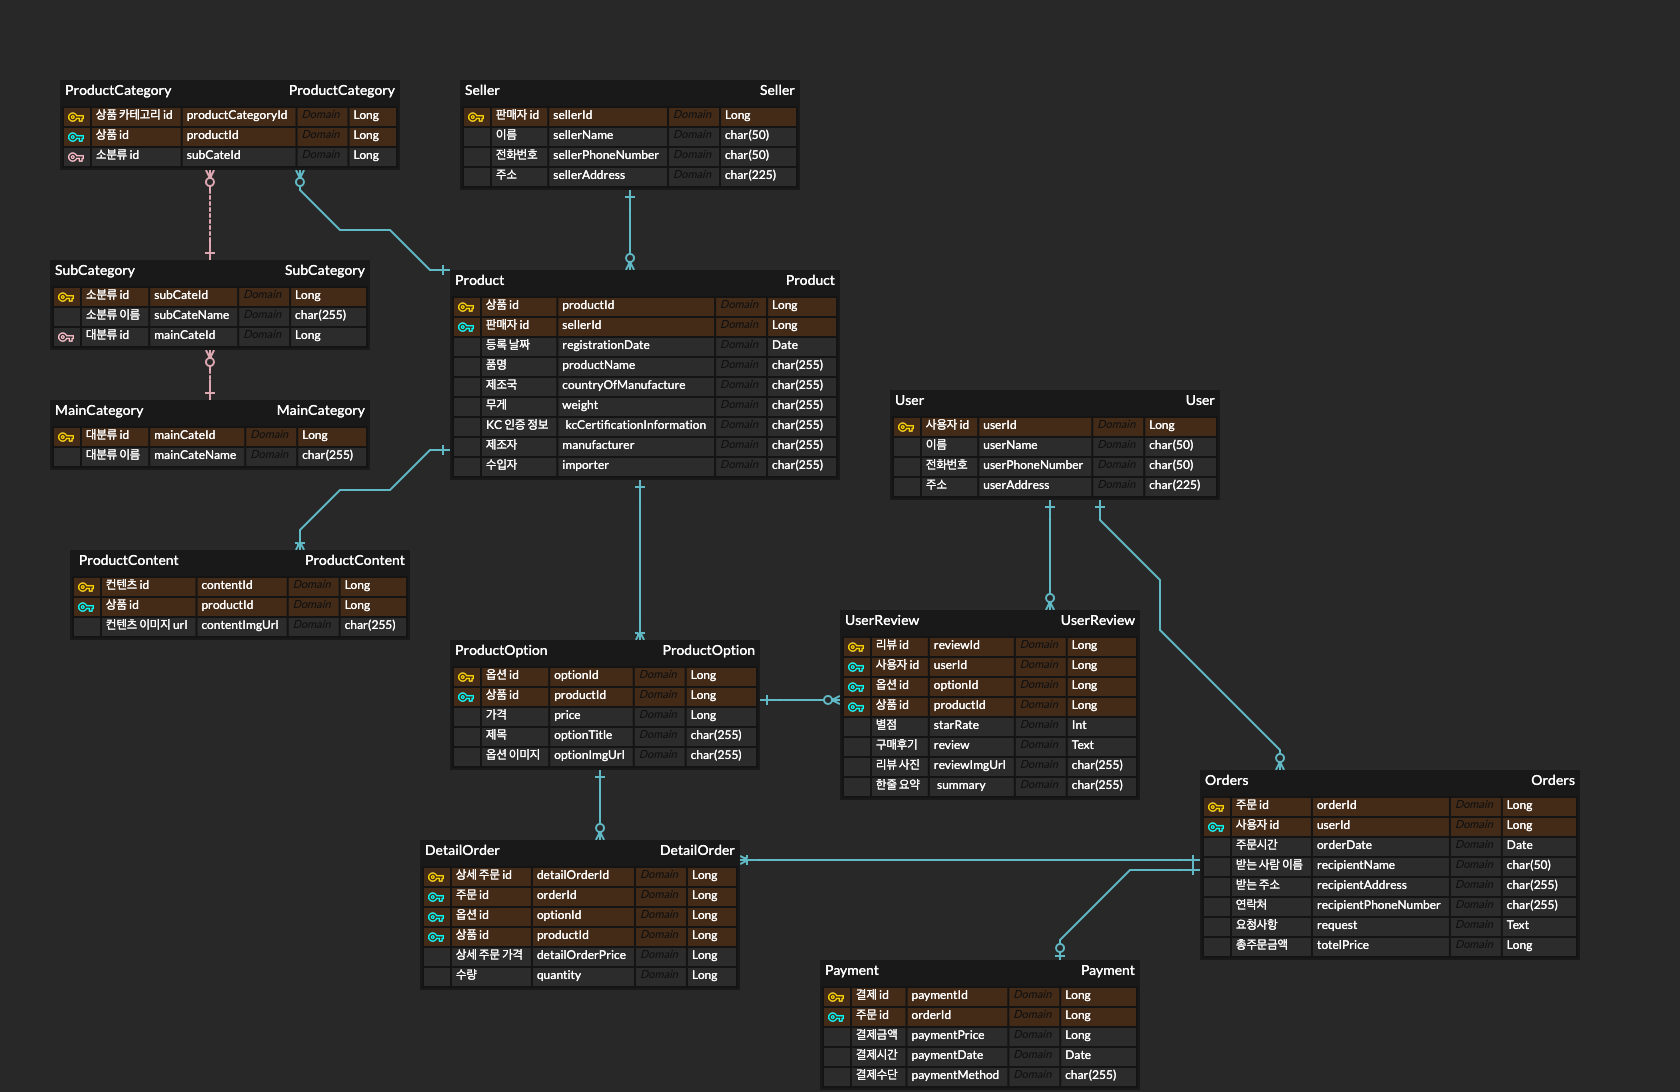 ProductCategory ProductCategory
상품 카테고리 id productCategoryId Domain Long
상품 id productId Domain Long
소분류 id subCateId Domain Long
Seller Seller
판매자 id sellerId Domain Long
이름 sellerName Domain char(50)
전화번호 sellerPhoneNumber Domain char(50)
주소 sellerAddress Domain char(225)
SubCategory SubCategory
소분류 id subCateId Domain Long
소분류 이름 subCateName Domain char(255)
대분류 id mainCateId Domain Long
Product Product
상품 id productId Domain Long
판매자 id sellerId Domain Long
등록 날짜 registrationDate Domain Date
품명 productName Domain char(255)
제조국 countryOfManufacture Domain char(255)
무게 weight Domain char(255)
KC 인증 정보 kcCertificationInformation Domain char(255)
제조자 manufacturer Domain char(255)
수입자 importer Domain char(255)
MainCategory MainCategory
대분류 id mainCateId Domain Long
대분류 이름 mainCateName Domain char(255)
User User
사용자 id userId Domain Long
이름 userName Domain char(50)
전화번호 userPhoneNumber Domain char(50)
주소 userAddress Domain char(225)
ProductContent ProductContent
컨텐츠 id contentId Domain Long
상품 id productId Domain Long
컨텐츠 이미지 url contentImgUrl Domain char(255)
ProductOption ProductOption
옵션 id optionId Domain Long
상품 id productId Domain Long
가격 price Domain Long
제목 optionTitle Domain char(255)
옵션 이미지 optionImgUrl Domain char(255)
UserReview UserReview
리뷰 id reviewId Domain Long
사용자 id userId Domain Long
옵션 id optionId Domain Long
상품 id productId Domain Long
별점 starRate Domain Int
구매후기 review Domain Text
리뷰 사진 reviewImgUrl Domain char(255)
한줄 요약 summary Domain char(255)
Orders Orders
주문 id orderId Domain Long
사용자 id userId Domain Long
주문시간 orderDate Domain Date
받는 사람 이름 recipientName Domain char(50)
받는 주소 recipientAddress Domain char(255)
연락처 recipientPhoneNumber Domain char(255)
요청사항 request Domain Text
총주문금액 totelPrice Domain Long
DetailOrder DetailOrder
상세 주문 id detailOrderId Domain Long
주문 id orderId Domain Long
옵션 id optionId Domain Long
상품 id productId Domain Long
상세 주문 가격 detailOrderPrice Domain Long
수량 quantity Domain Long
Payment Payment
결제 id paymentId Domain Long
주문 id orderId Domain Long
결제금액 paymentPrice Domain Long
결제시간 paymentDate Domain Date
결제수단 paymentMethod Domain char(255)